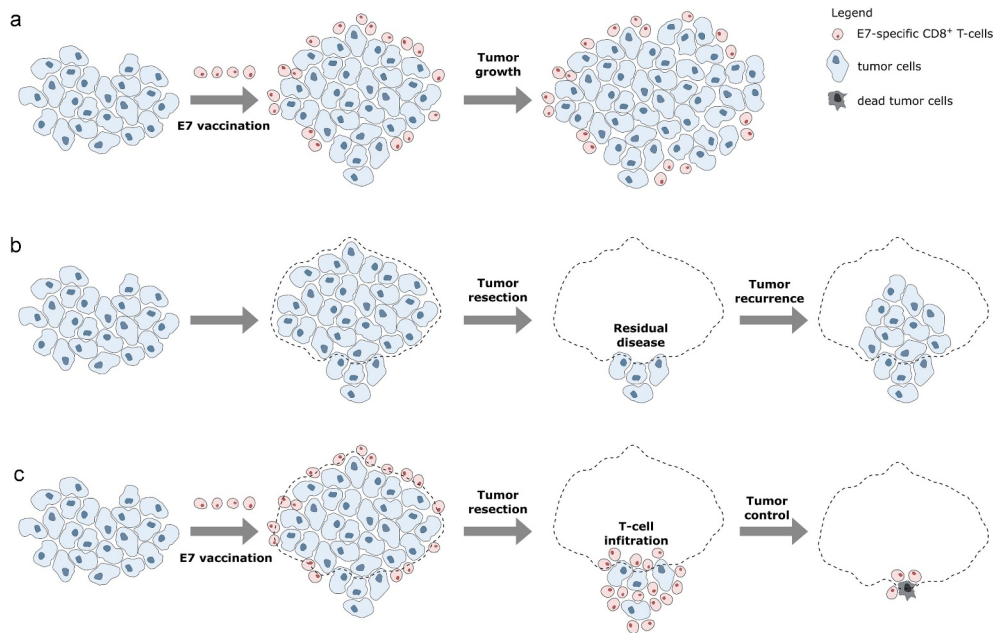 a
Legend
E7-specific CD8⁺ T-cells
tumor cells
dead tumor cells
E7 vaccination
Tumor
growth
b
Tumor
resection
Residual
disease
Tumor
recurrence
c
E7 vaccination
Tumor
resection
T-cell
infitration
Tumor
control